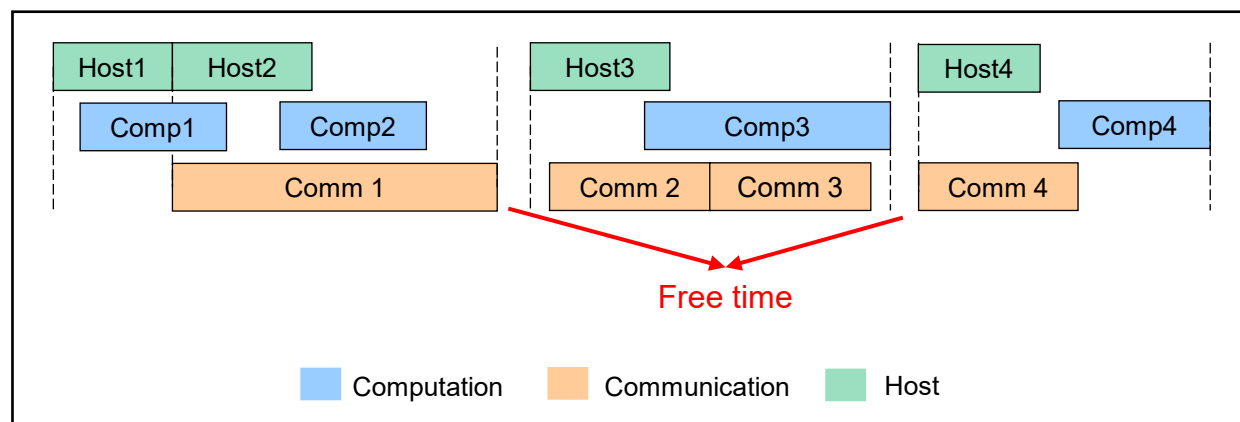 Host1 Host2 Host3 Host4
Comp1 Comp2 Comp3 Comp4
Comm 1 Comm 2 Comm 3 Comm 4
Free time
Computation Communication Host